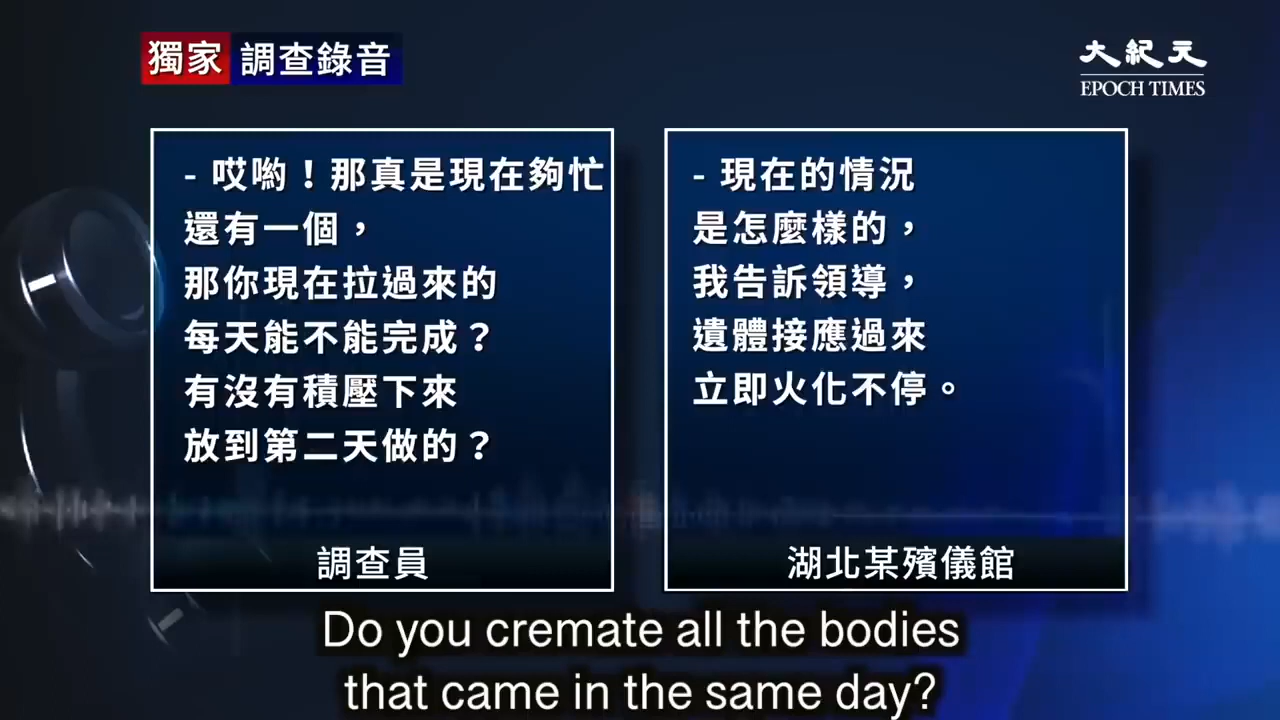 獨家 調查錄音
大紀元
EPOCH TIMES
- 哎喲！那真是現在夠忙
還有一個，
那你現在拉過來的
每天能不能完成？
有沒有積壓下來
放到第二天做的？
調查員
- 現在的情況
是怎麼樣的，
我告訴領導，
遺體接應過來
立即火化不停。
湖北某殯儀館
Do you cremate all the bodies
that came in the same day?